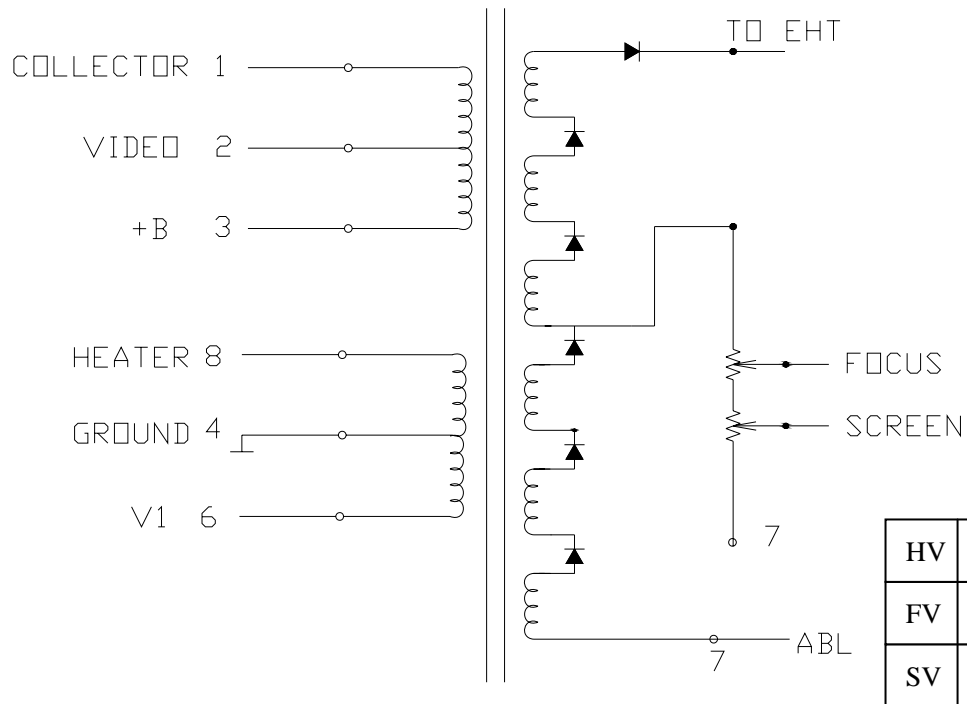 TO EHT
COLLECTOR 1
VIDEO 2
+B 3
HEATER 8
FOCUS
GROUND 4
SCREEN
V1 6
7
HV
FV
ABL
7
SV